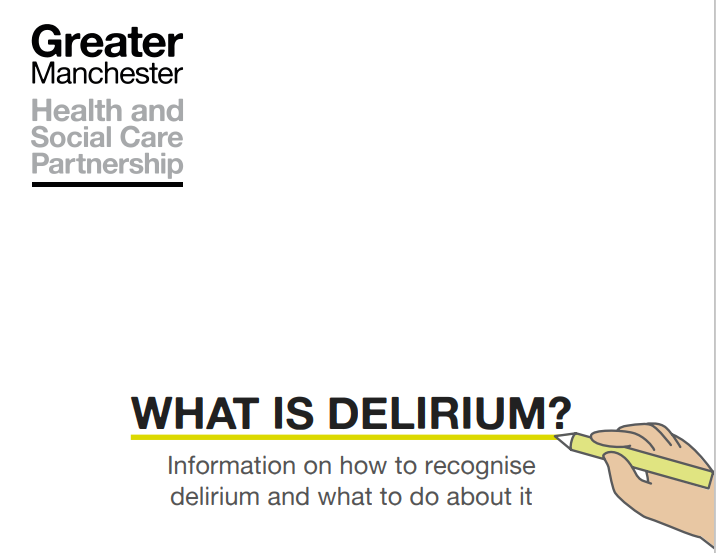 Greater
Manchester
Health and
Social Care
Partnership
WHAT IS DELIRIUM?
Information on how to recognise
delirium and what to do about it